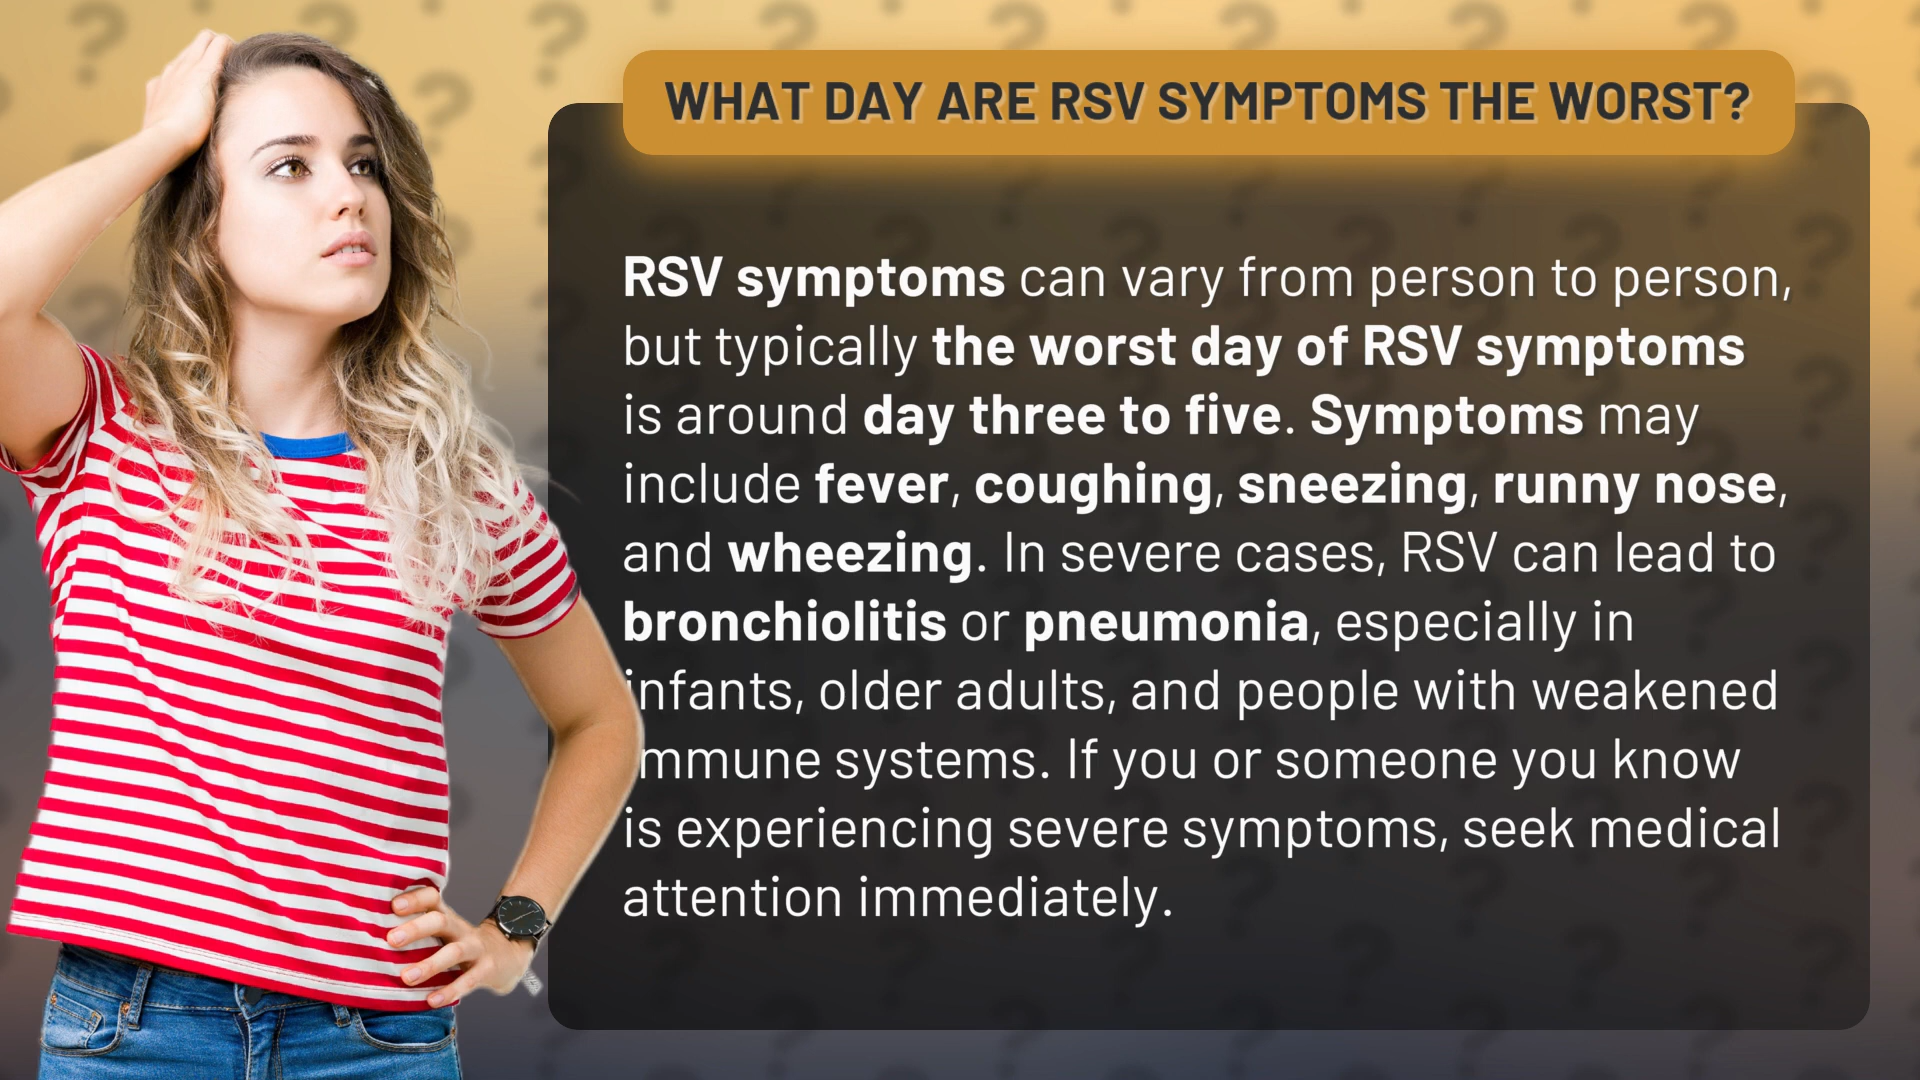 WHAT DAY ARE RSV SYMPTOMS THE WORST?
RSV symptoms can vary from person to person,
but typically the worst day of RSV symptoms
is around day three to five. Symptoms may
include fever, coughing, sneezing, runny nose,
and wheezing. In severe cases, RSV can lead to
bronchiolitis or pneumonia, especially in
infants, older adults, and people with weakened
immune systems. If you or someone you know
is experiencing severe symptoms, seek medical
attention immediately.